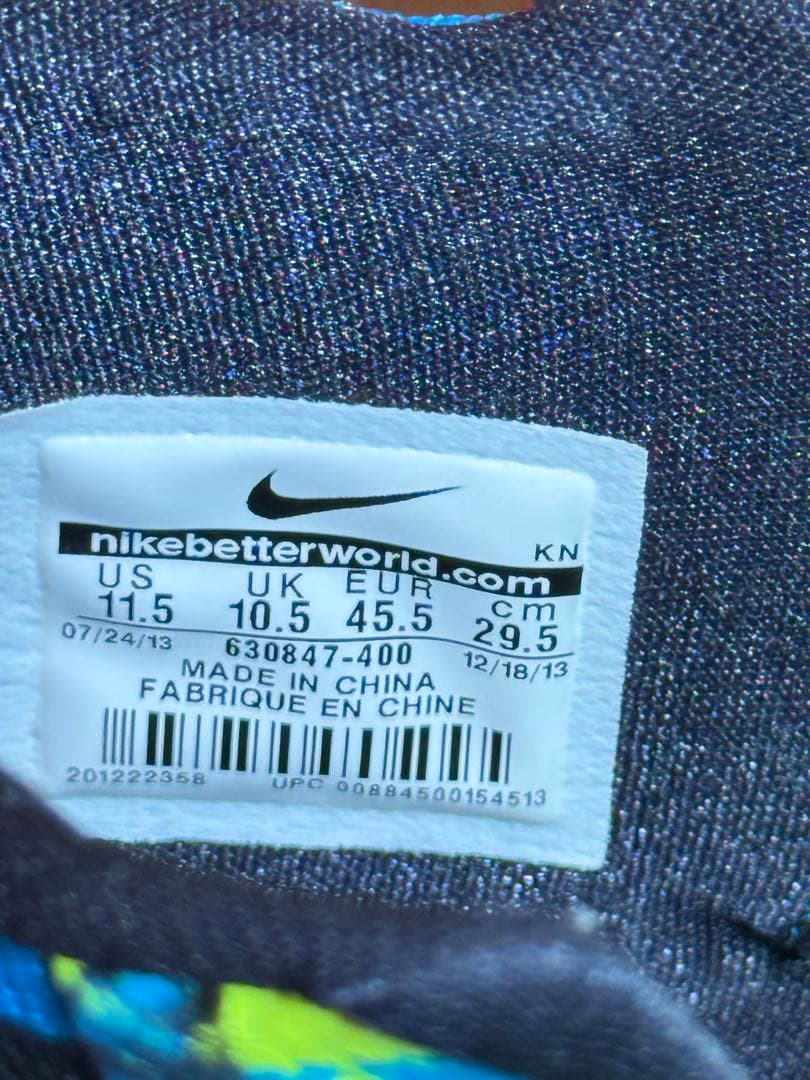 nikebetterworld.com
KN
US UK EUR cm
11.5 10.5 45.5 29.5
07/24/13 630847-400 12/18/13
MADE IN CHINA
FABRIQUE EN CHINE
201222358 UPC 00884500154513